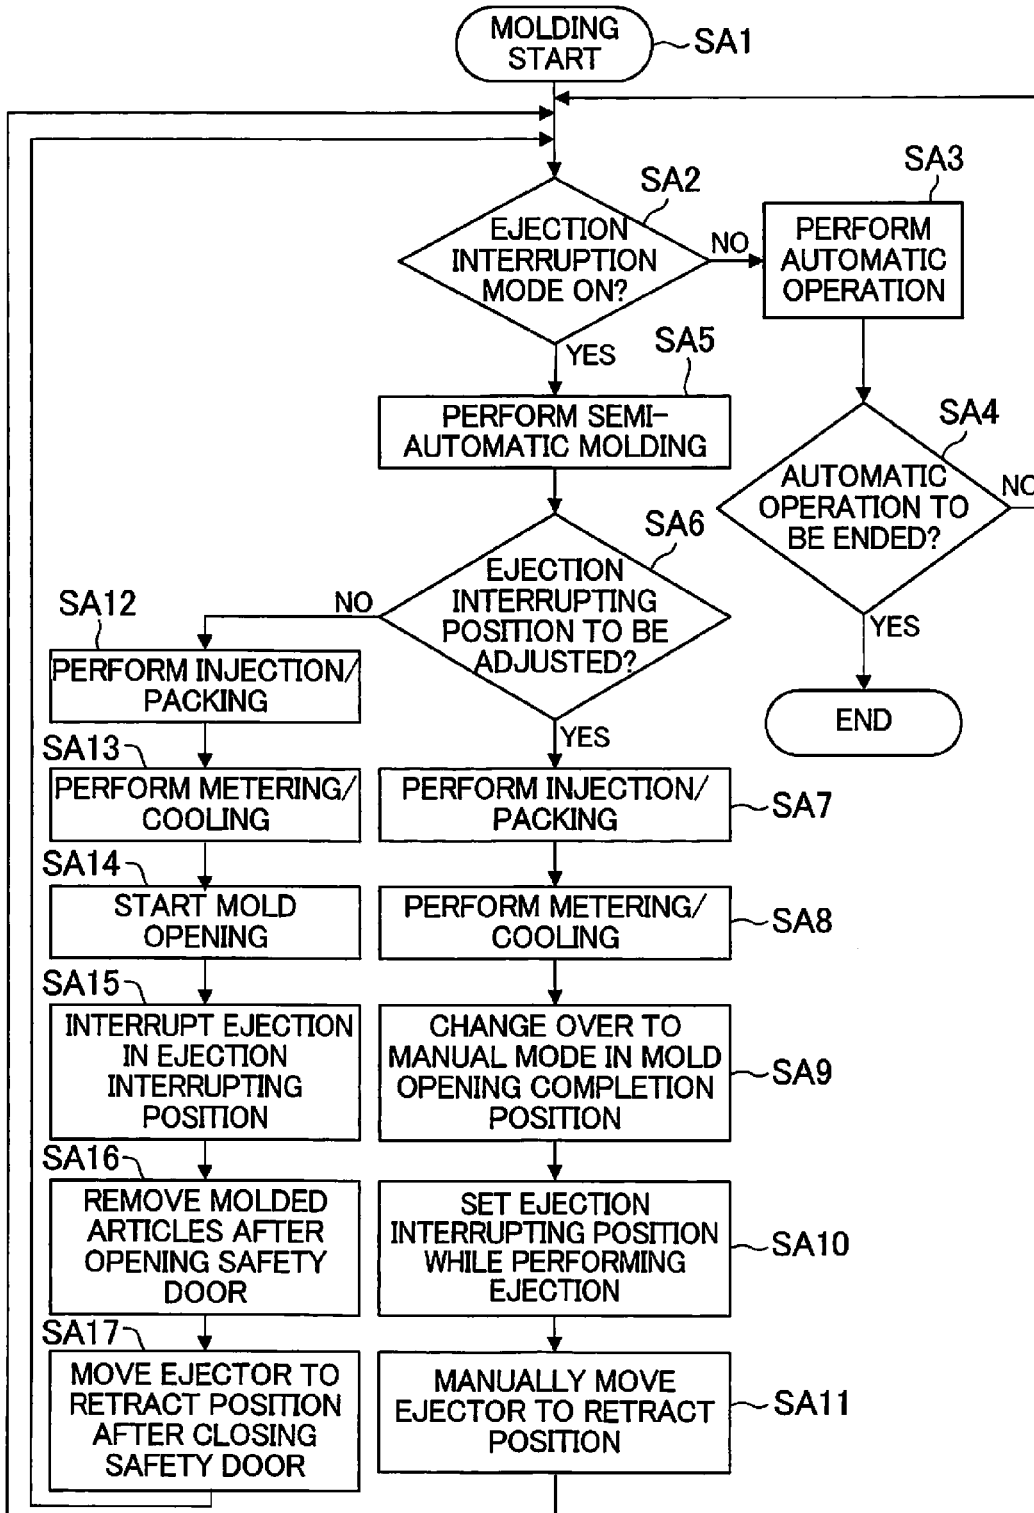 MOLDING
START
SA1
SA2
EJECTION
INTERRUPTION
MODE ON?
NO
YES
SA3
PERFORM
AUTOMATIC
OPERATION
SA4
AUTOMATIC
OPERATION TO
BE ENDED?
NO
YES
END
SA5
PERFORM SEMI-
AUTOMATIC MOLDING
SA6
EJECTION
INTERRUPTING
POSITION TO BE
ADJUSTED?
NO
YES
SA12
PERFORM INJECTION/
PACKING
SA13
PERFORM METERING/
COOLING
SA14
START MOLD
OPENING
SA15
INTERRUPT EJECTION
IN EJECTION
INTERRUPTING
POSITION
SA16
REMOVE MOLDED
ARTICLES AFTER
OPENING SAFETY
DOOR
SA17
MOVE EJECTOR TO
RETRACT POSITION
AFTER CLOSING
SAFETY DOOR
PERFORM INJECTION/
PACKING
SA7
PERFORM METERING/
COOLING
SA8
CHANGE OVER TO
MANUAL MODE IN MOLD
OPENING COMPLETION
POSITION
SA9
SET EJECTION
INTERRUPTING POSITION
WHILE PERFORMING
EJECTION
SA10
MANUALLY MOVE
EJECTOR TO RETRACT
POSITION
SA11